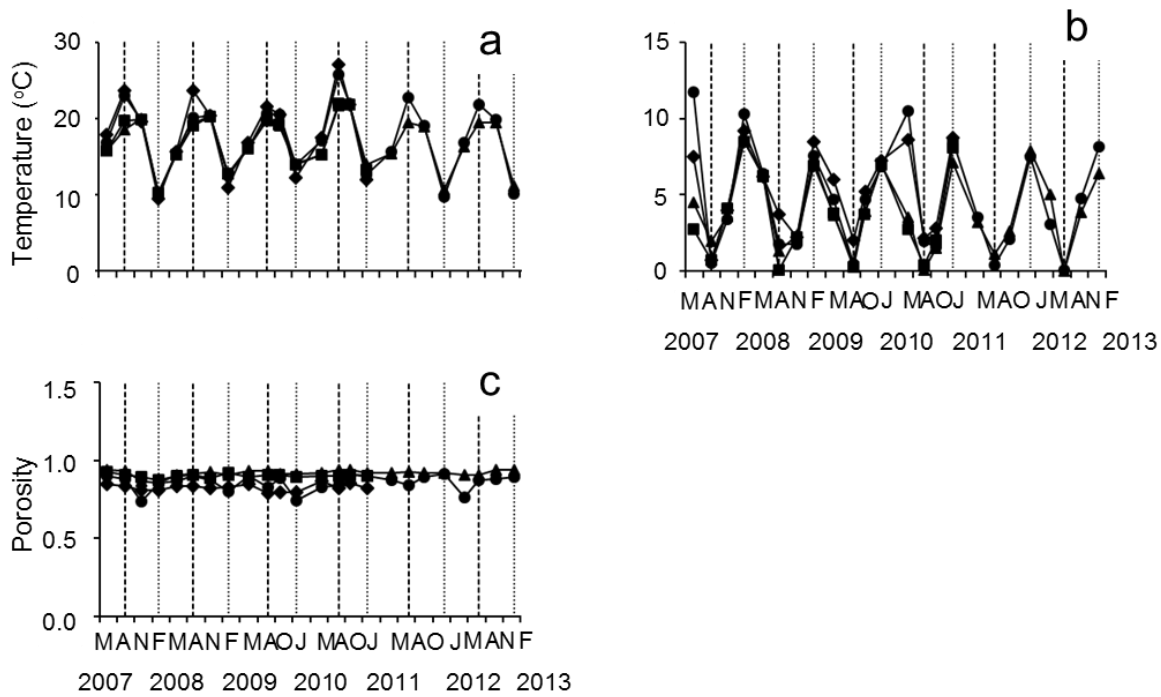 a
Temperature (°C)
30
20
10
0
b
15
10
5
0
M A N F M A N F M A O J M A O J M A O J M A N F
2007 2008 2009 2010 2011 2012 2013
c
Porosity
1.5
1.0
0.5
0.0
M A N F M A N F M A O J M A O J M A O J M A N F
2007 2008 2009 2010 2011 2012 2013